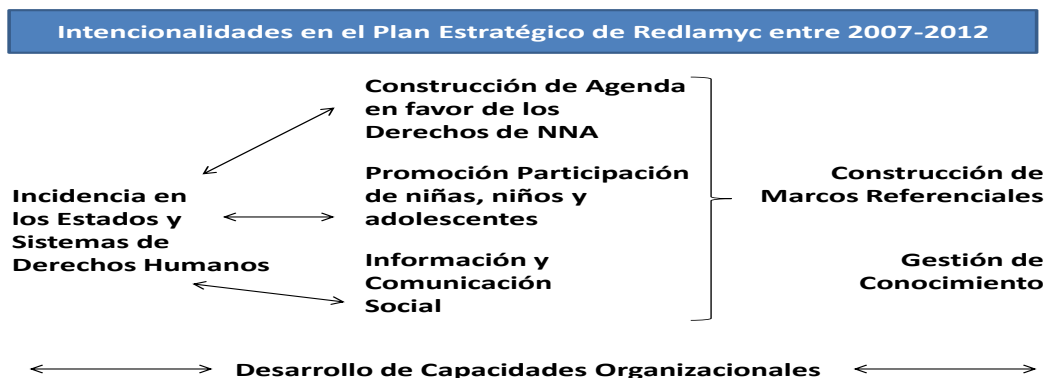 Intencionalidades en el Plan Estratégico de Redlamyc entre 2007-2012
Construcción de Agenda
en favor de los
Derechos de NNA
Promoción Participación
de niñas, niños y
adolescentes
Información y
Comunicación
Social
Incidencia en
los Estados y
Sistemas de
Derechos Humanos
Construcción de
Marcos Referenciales
Gestión de
Conocimiento
Desarrollo de Capacidades Organizacionales